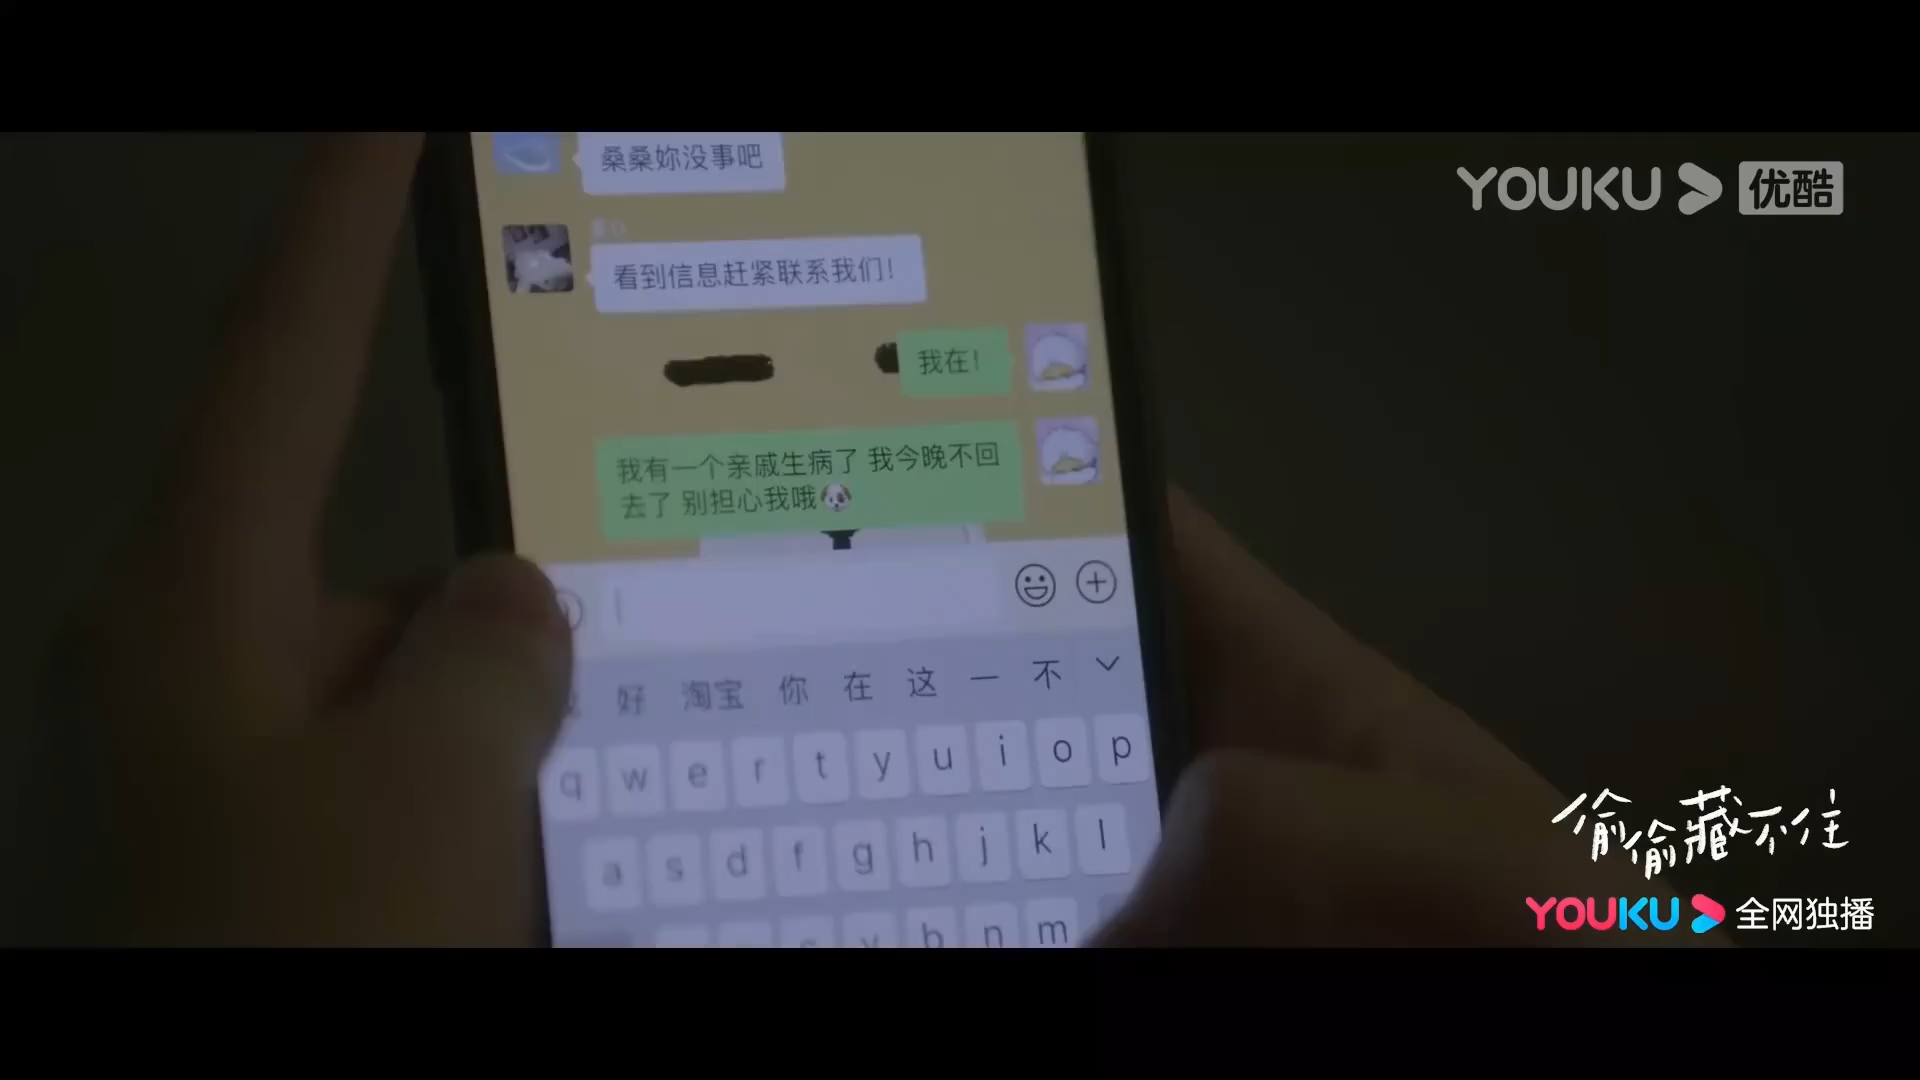 桑桑妳没事吧
YOUKU 优酷
看到信息赶紧联系我们!
我在!
我有一个亲戚生病了 我今晚不回
去了 别担心我哦
好 淘宝 你 在 这 一 不
q w e r t y u i o p
a s d f g h j k l
b n m
偷偷藏不住
YOUKU 全网独播